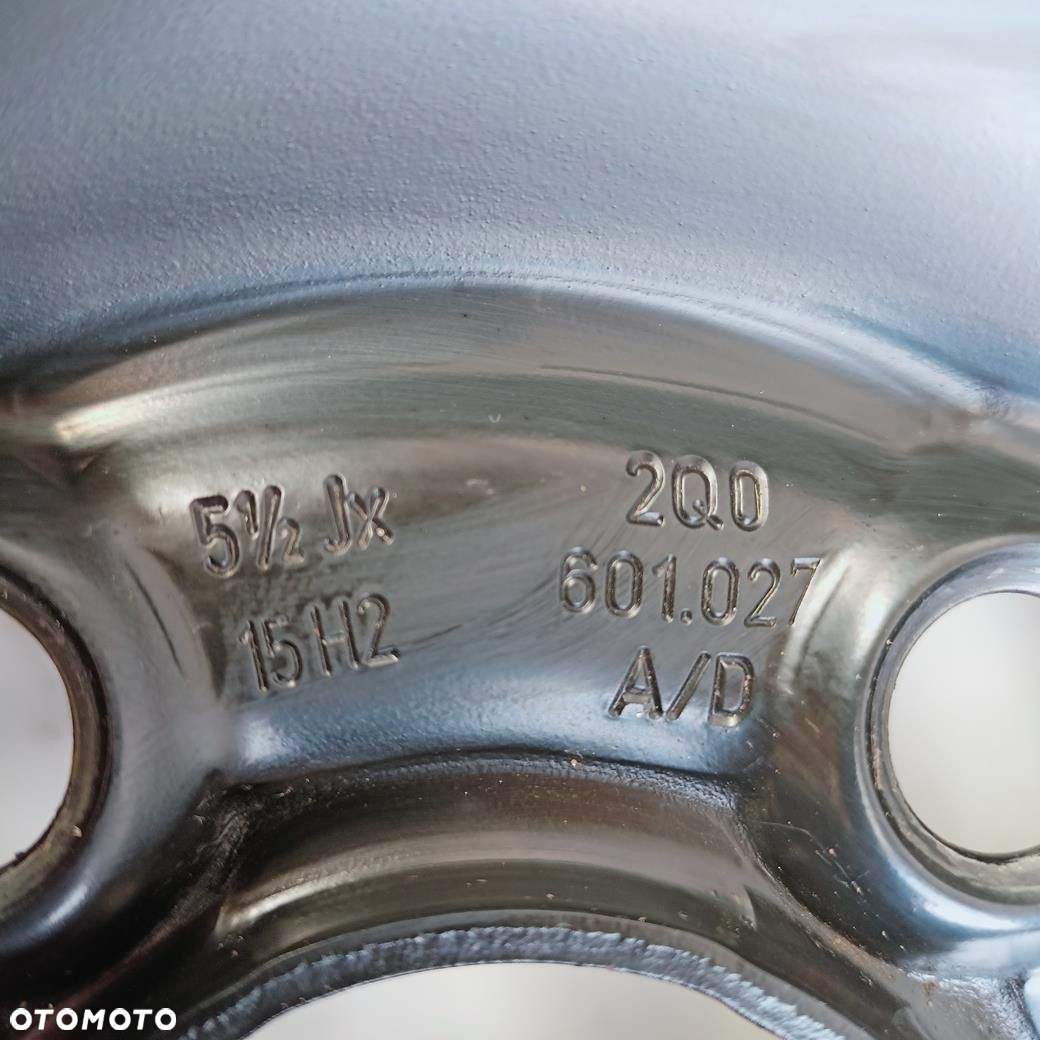 5½ Jx
15 H2
2Q0
601.027
A/D
OTOMOTO